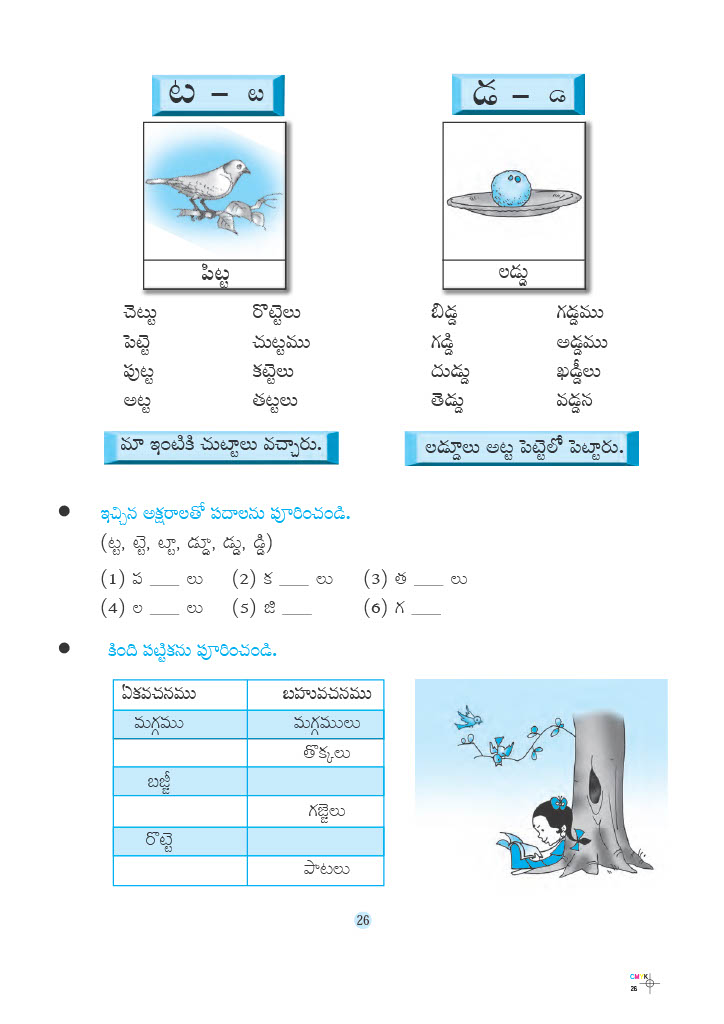 ట – ట
డ – డ
పిట్ట
లడ్డు
చెట్టు రొట్టెలు
పెట్టె చుట్టము
పుట్ట కట్టెలు
అట్ట తట్టలు
బిడ్డ గడ్డము
గడ్డి అడ్డము
దుడ్డు ఖడ్డీలు
తెడ్డు వడ్డన
మా ఇంటికి చుట్టాలు వచ్చారు.
లడ్డూలు అట్ట పెట్టెలో పెట్టారు.
● ఇచ్చిన అక్షరాలతో పదాలను పూరించండి.
(ట్ట, ట్టె, ట్టా, డ్డూ, డ్డు, డ్డి)
(1) వ ___ లు (2) క ___ లు (3) త ___ లు
(4) ల ___ లు (5) జి ___ (6) గ ___
● కింది పట్టికను పూరించండి.
ఏకవచనము బహువచనము
మగ్గము మగ్గములు
తొక్కలు
బజ్జీ
గజ్జెలు
రొట్టె
పాటలు
26
CMYK
26